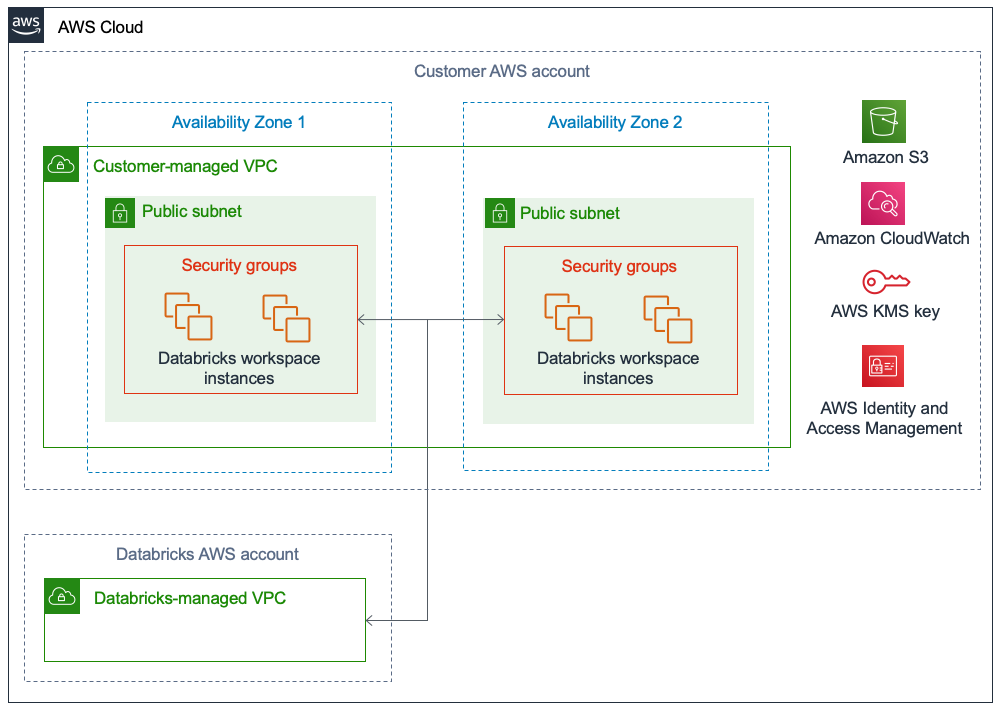 aws
AWS Cloud
Customer AWS account
Availability Zone 1
Availability Zone 2
Customer-managed VPC
Public subnet
Public subnet
Security groups
Security groups
Databricks workspace
instances
Databricks workspace
instances
Amazon S3
Amazon CloudWatch
AWS KMS key
AWS Identity and
Access Management
Databricks AWS account
Databricks-managed VPC